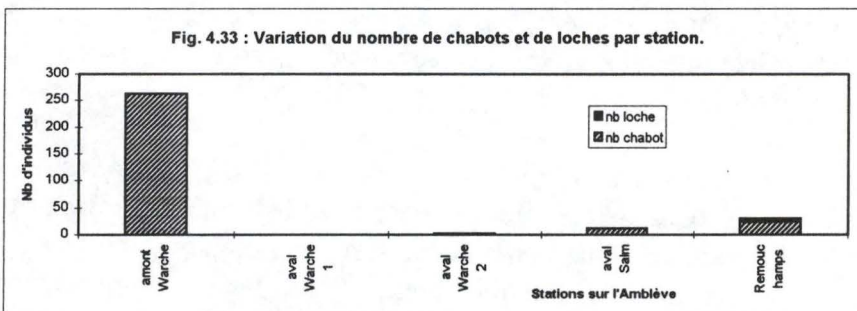 Fig. 4.33 : Variation du nombre de chabots et de loches par station.
300
250
200
150
100
50
0
Nb d'individus
nb loche
nb chabot
amont
Warche
aval
Warche
1
aval
Warche
2
aval
Salm
Remouc
hamps
Stations sur l'Amblève